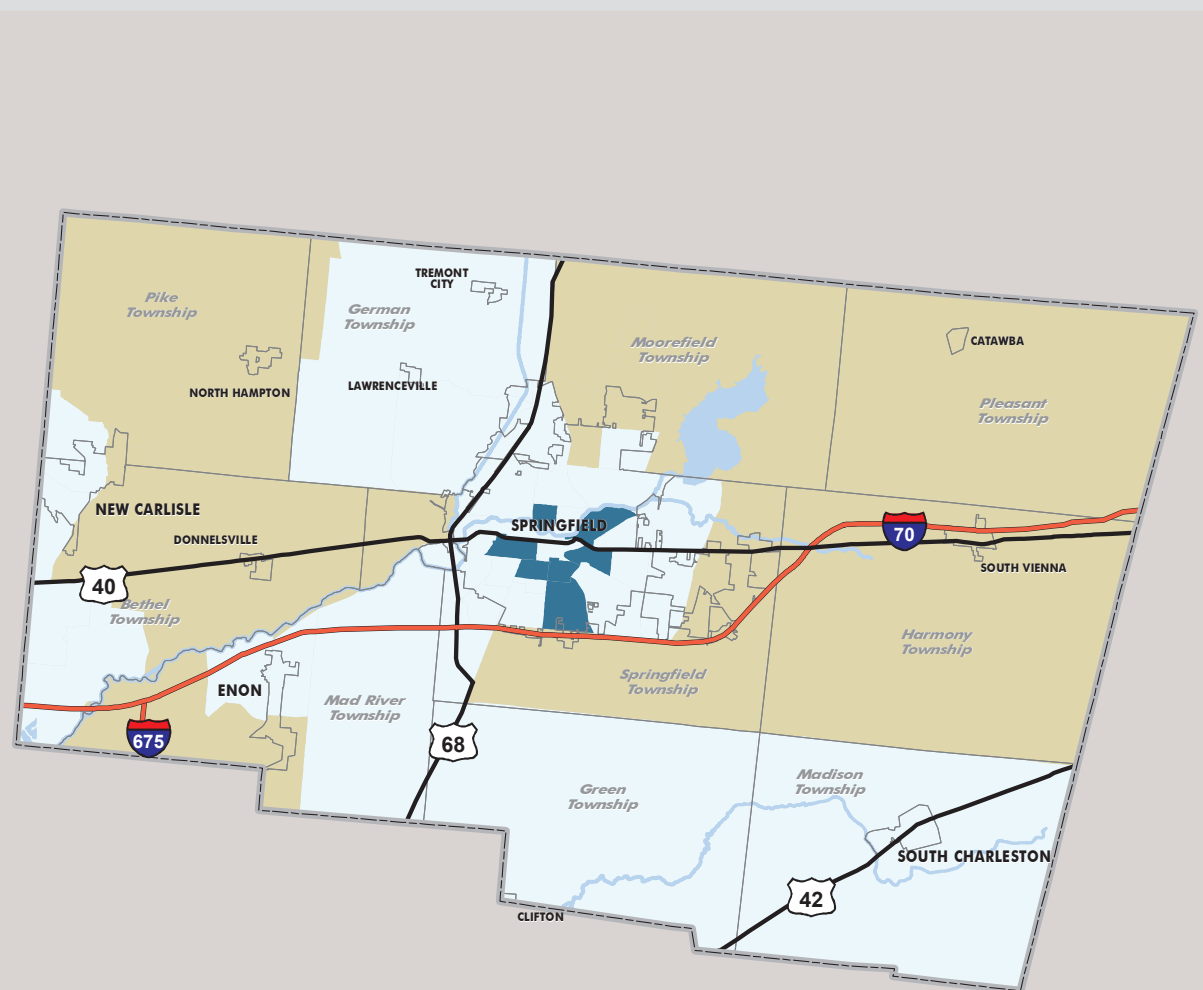 TREMONT
CITY
Pike
Township
German
Township
Moorefield
Township
CATAWBA
NORTH HAMPTON
LAWRENCEVILLE
Pleasant
Township
NEW CARLISLE
SPRINGFIELD
70
DONNELSVILLE
SOUTH VIENNA
40
Bethel
Township
Harmony
Township
ENON
Springfield
Township
Mad River
Township
675
68
Green
Township
Madison
Township
SOUTH CHARLESTON
42
CLIFTON